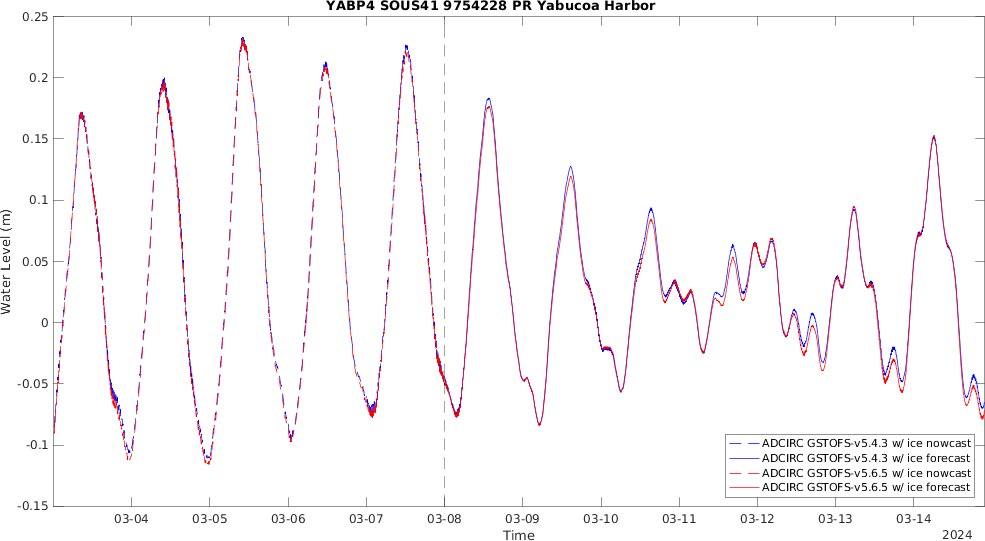 YABP4 SOUS41 9754228 PR Yabucoa Harbor
0.25
0.2
0.15
0.1
0.05
0
-0.05
-0.1
-0.15
Water Level (m)
03-04 03-05 03-06 03-07 03-08 03-09 03-10 03-11 03-12 03-13 03-14
Time
2024
ADCIRC GSTOFS-v5.4.3 w/ ice nowcast
ADCIRC GSTOFS-v5.4.3 w/ ice forecast
ADCIRC GSTOFS-v5.6.5 w/ ice nowcast
ADCIRC GSTOFS-v5.6.5 w/ ice forecast